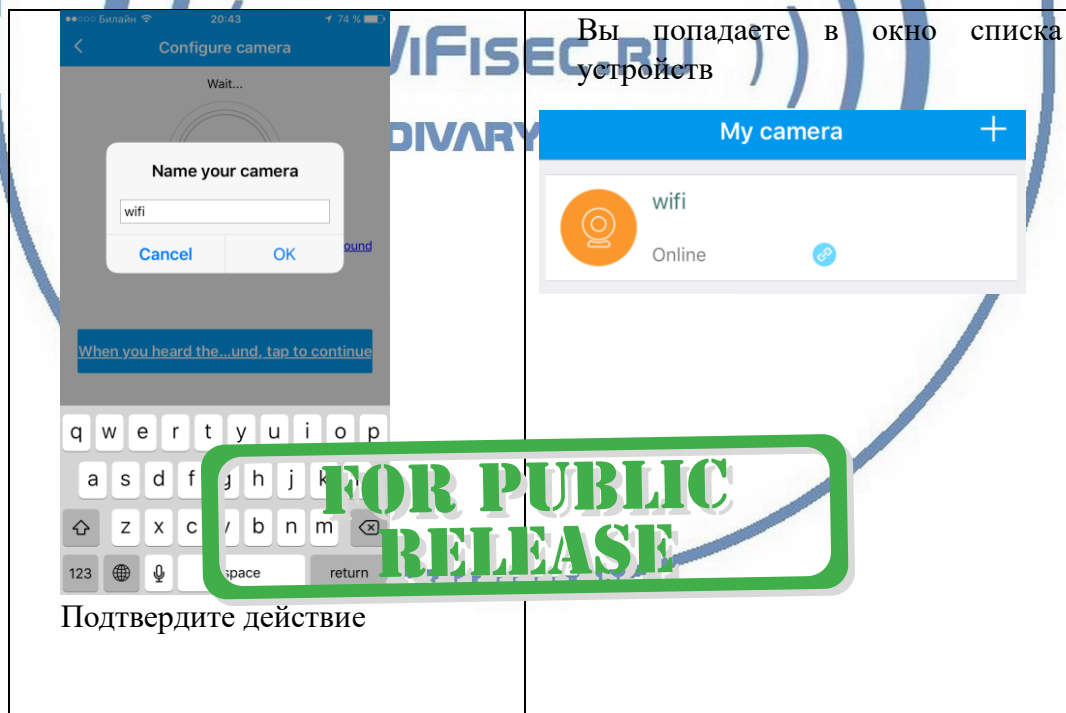 ●●○○○ Билайн 20:43 74 %
Configure camera
Wait...
Name your camera
wifi
Cancel OK
ound
When you heard the...und, tap to continue
q w e r t y u i o p
a s d f g h j k
z x c v b n m
123 space return
Подтвердите действие
WiFisec.RU
DIVARY
Вы попадаете в окно списка
устройств
My camera +
wifi
Online
FOR PUBLIC
RELEASE